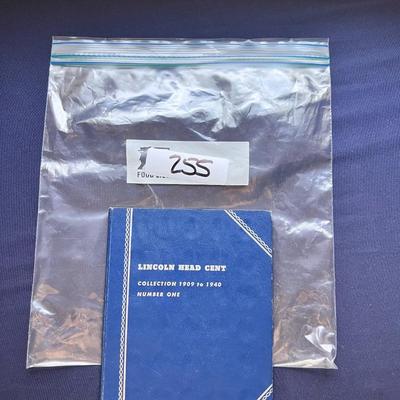 255
LINCOLN HEAD CENT
COLLECTION 1909 to 1940
NUMBER ONE